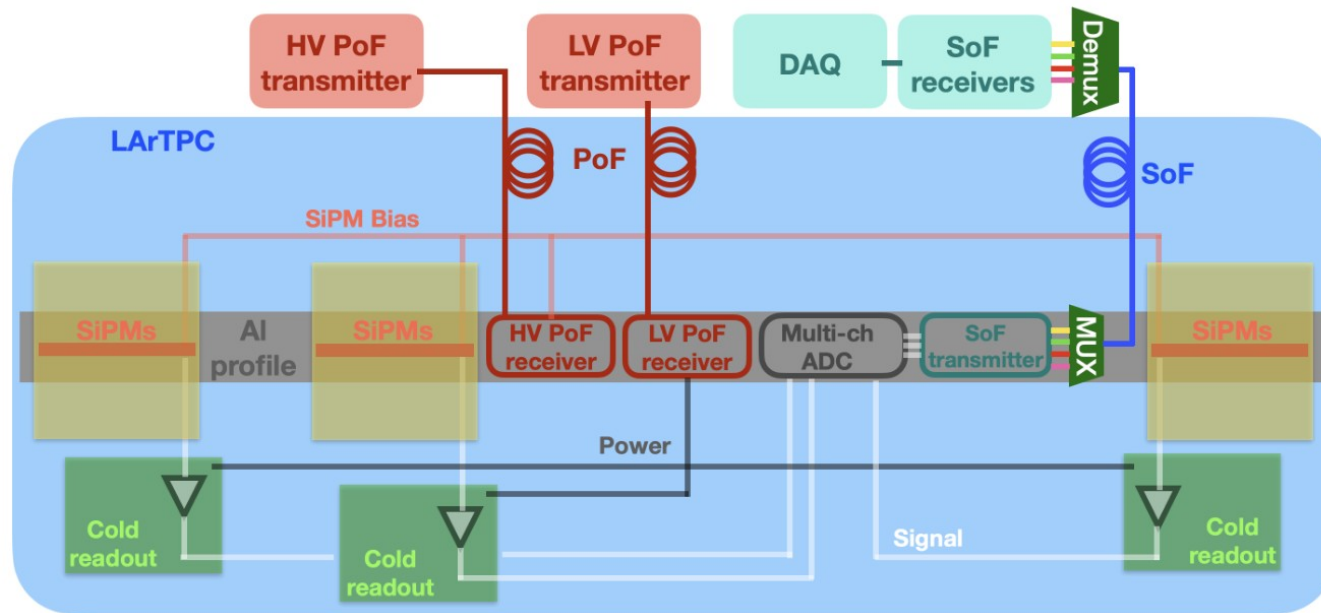 HV PoF
transmitter
LV PoF
transmitter
DAQ
SoF
receivers
Demux
LArTPC
PoF
SoF
SiPM Bias
SiPMs
Al
profile
SiPMs
HV PoF
receiver
LV PoF
receiver
Multi-ch
ADC
SoF
transmitter
MUX
SiPMs
Power
Cold
readout
Cold
readout
Signal
Cold
readout